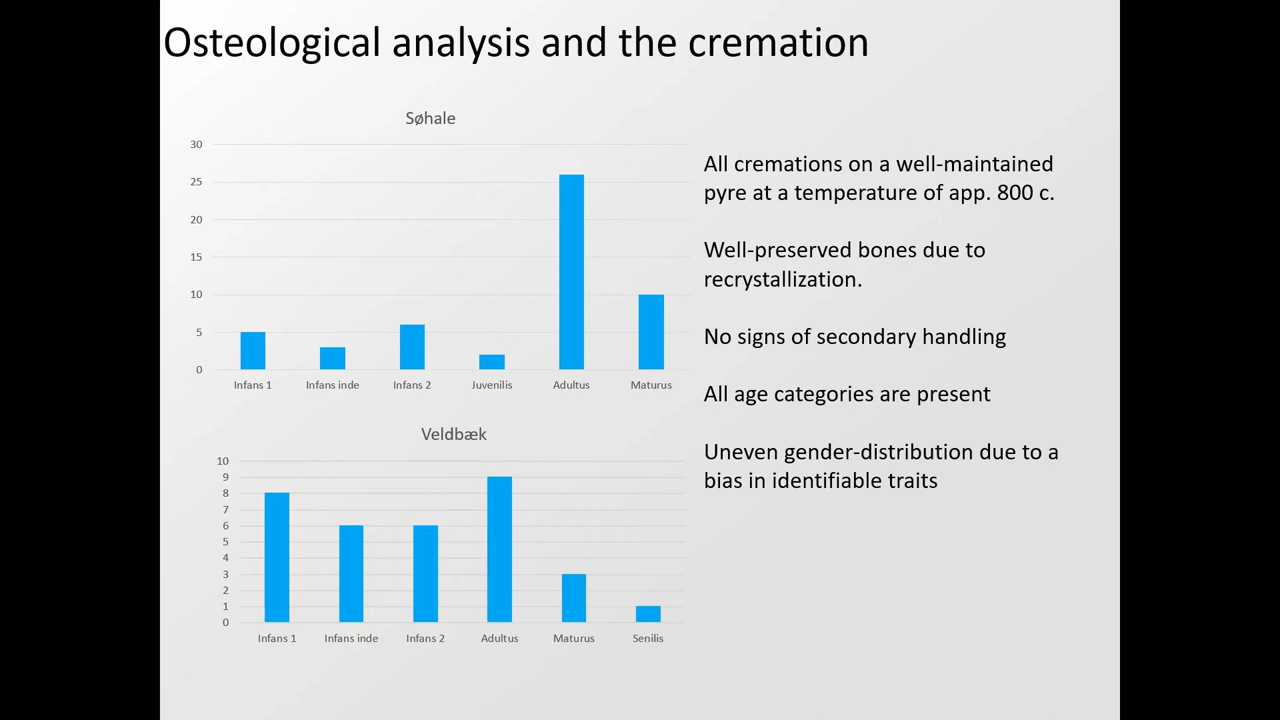 Osteological analysis and the cremation
Søhale
30
25
20
15
10
5
0
Infans 1 Infans inde Infans 2 Juvenilis Adultus Maturus
Veldbæk
10
9
8
7
6
5
4
3
2
1
0
Infans 1 Infans inde Infans 2 Adultus Maturus Senilis
All cremations on a well-maintained
pyre at a temperature of app. 800 c.
Well-preserved bones due to
recrystallization.
No signs of secondary handling
All age categories are present
Uneven gender-distribution due to a
bias in identifiable traits